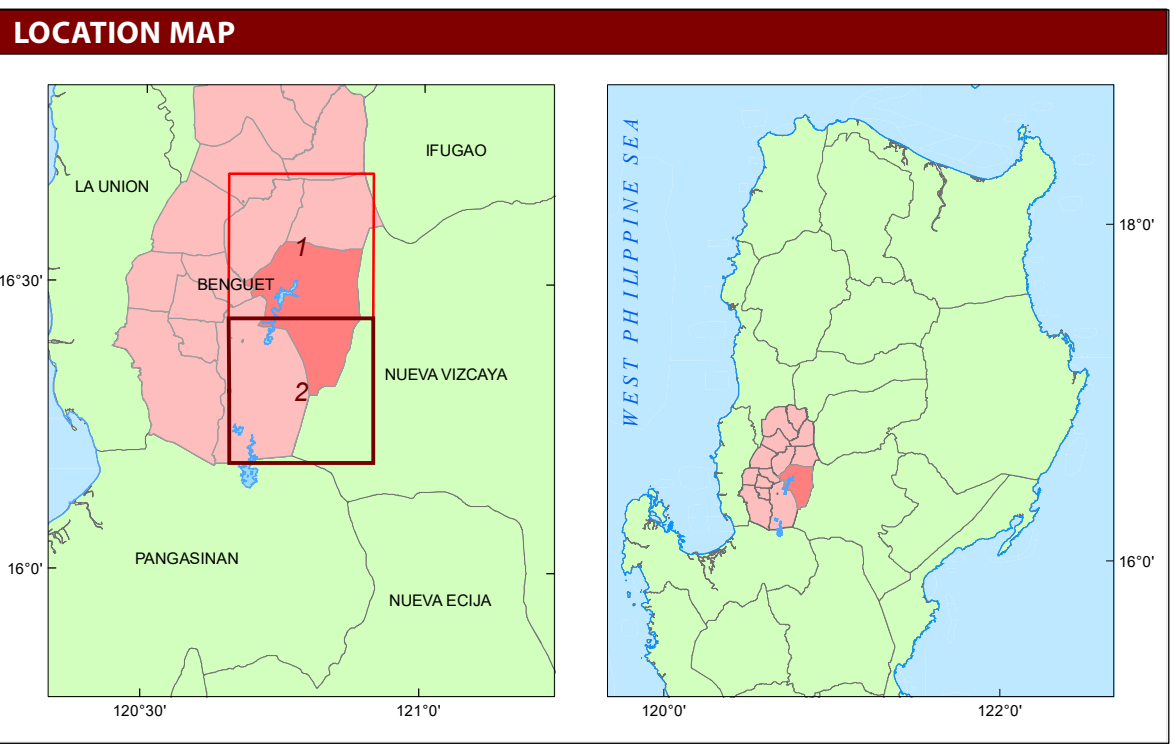 LOCATION MAP
IFUGAO
LA UNION
1
16°30'
BENGUET
NUEVA VIZCAYA
2
PANGASINAN
16°0'
NUEVA ECIJA
120°30'
121°0'
WEST PHILIPPINE SEA
18°0'
16°0'
120°0'
122°0'